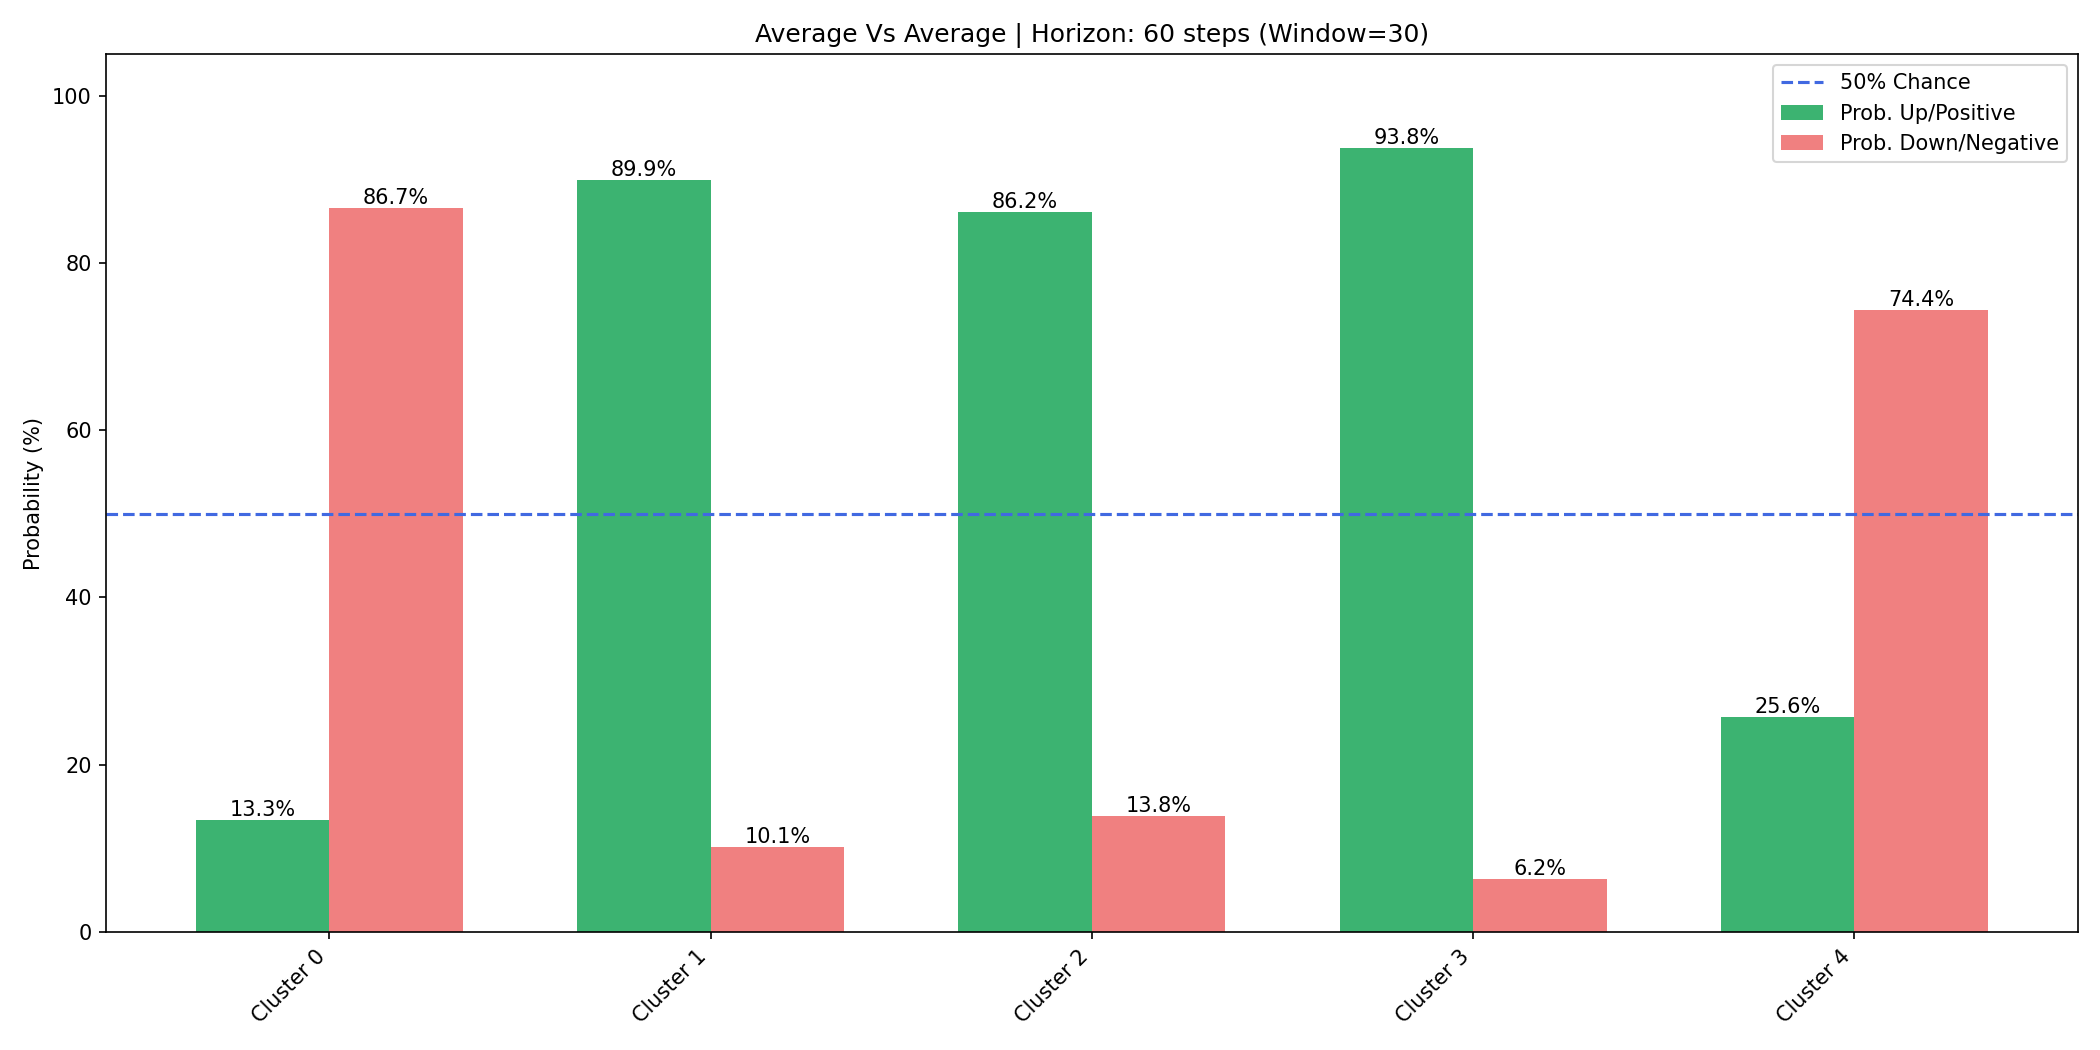 Average Vs Average | Horizon: 60 steps (Window=30)
50% Chance
Prob. Up/Positive
Prob. Down/Negative
Probability (%)
100
80
60
40
20
0
13.3%
86.7%
89.9%
10.1%
86.2%
13.8%
93.8%
6.2%
25.6%
74.4%
Cluster 0
Cluster 1
Cluster 2
Cluster 3
Cluster 4